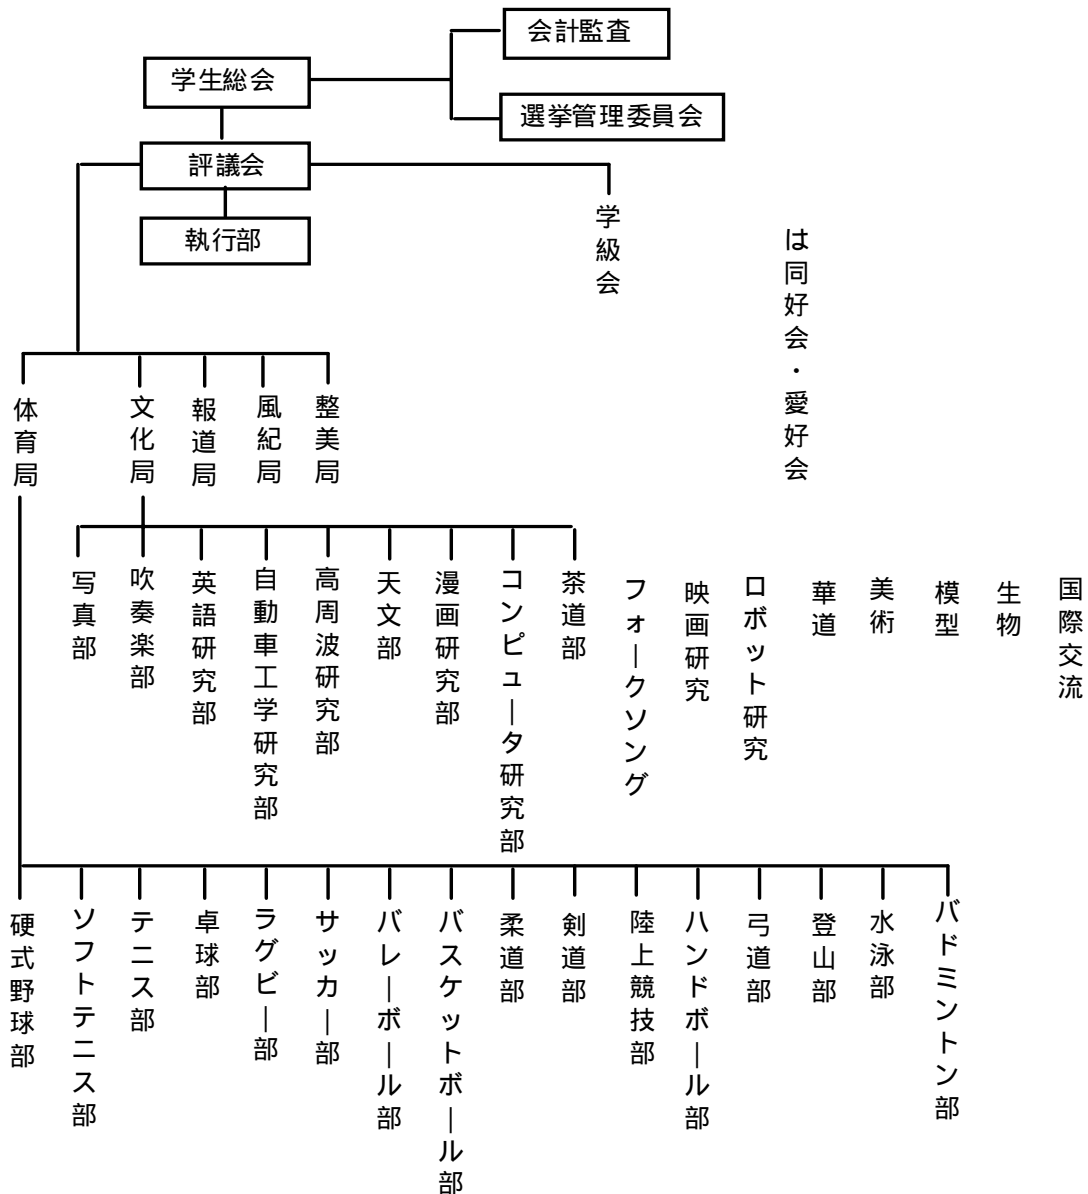 会計監査
学生総会
選挙管理委員会
評議会
執行部
学級会
は同好会・愛好会
体育局
文化局
報道局
風紀局
整美局
写真部
吹奏楽部
英語研究部
自動車工学研究部
高周波研究部
天文部
漫画研究部
コンピュータ研究部
茶道部
フォークソング
映画研究
ロボット研究
華道
美術
模型
生物
国際交流
硬式野球部
ソフトテニス部
テニス部
卓球部
ラグビー部
サッカー部
バレーボール部
バスケットボール部
柔道部
剣道部
陸上競技部
ハンドボール部
弓道部
登山部
水泳部
バドミントン部